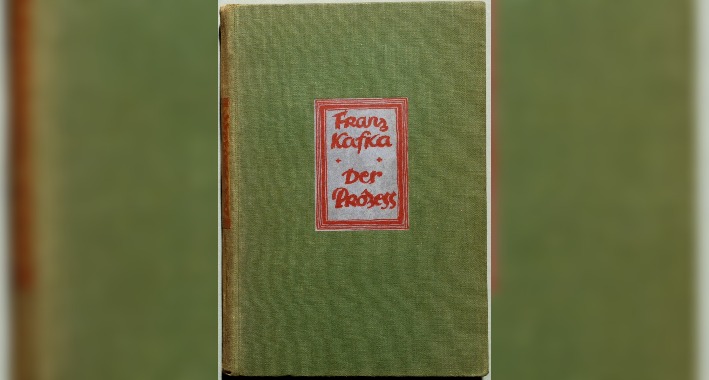 Franz
Kafka
Der
Prozess